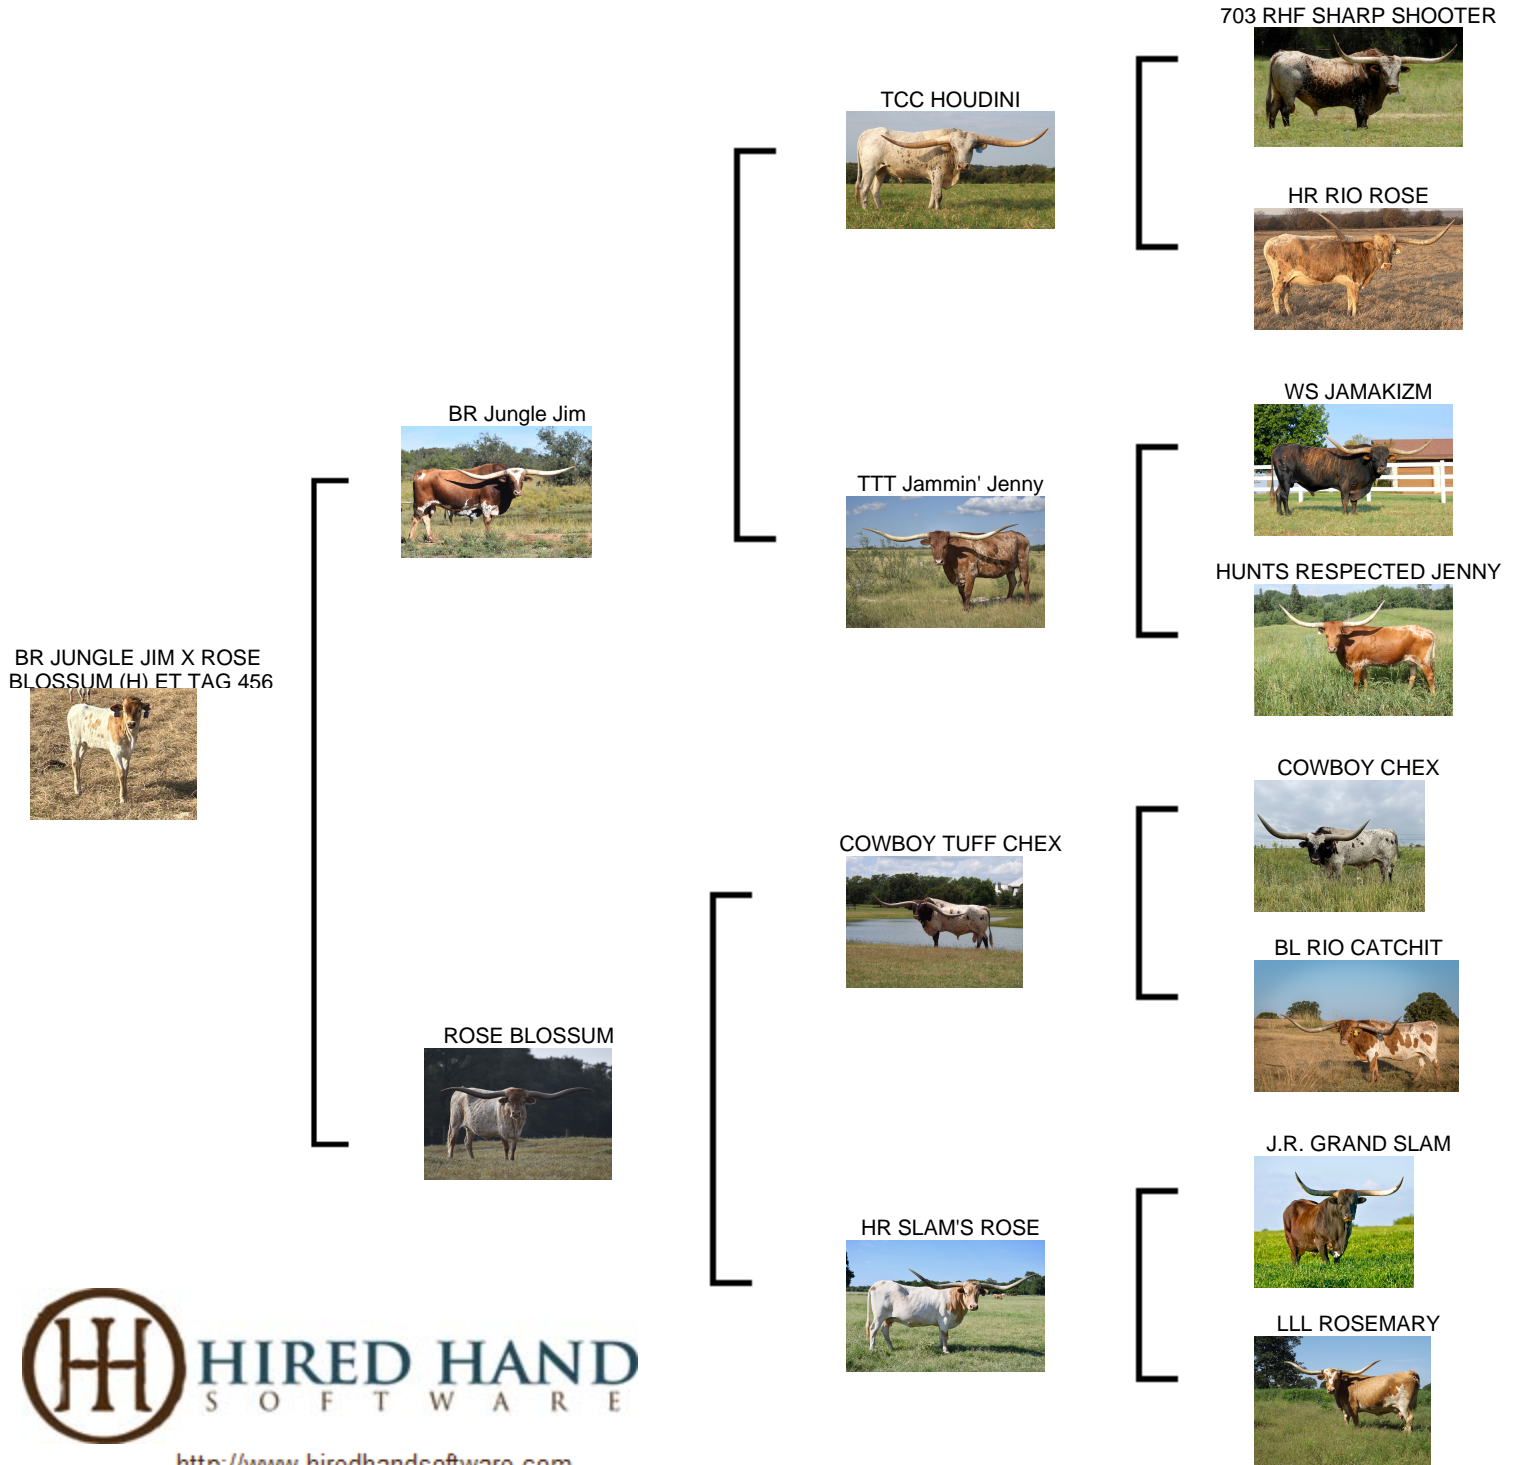 703 RHF SHARP SHOOTER
TCC HOUDINI
HR RIO ROSE
WS JAMAKIZM
BR Jungle Jim
TTT Jammin' Jenny
HUNTS RESPECTED JENNY
BR JUNGLE JIM X ROSE
BLOSSUM (H) ET TAG 456
COWBOY CHEX
COWBOY TUFF CHEX
BL RIO CATCHIT
ROSE BLOSSUM
J.R. GRAND SLAM
HR SLAM'S ROSE
LLL ROSEMARY
HIRED HAND
SOFTWARE
http://www.hiredhandsoftware.com